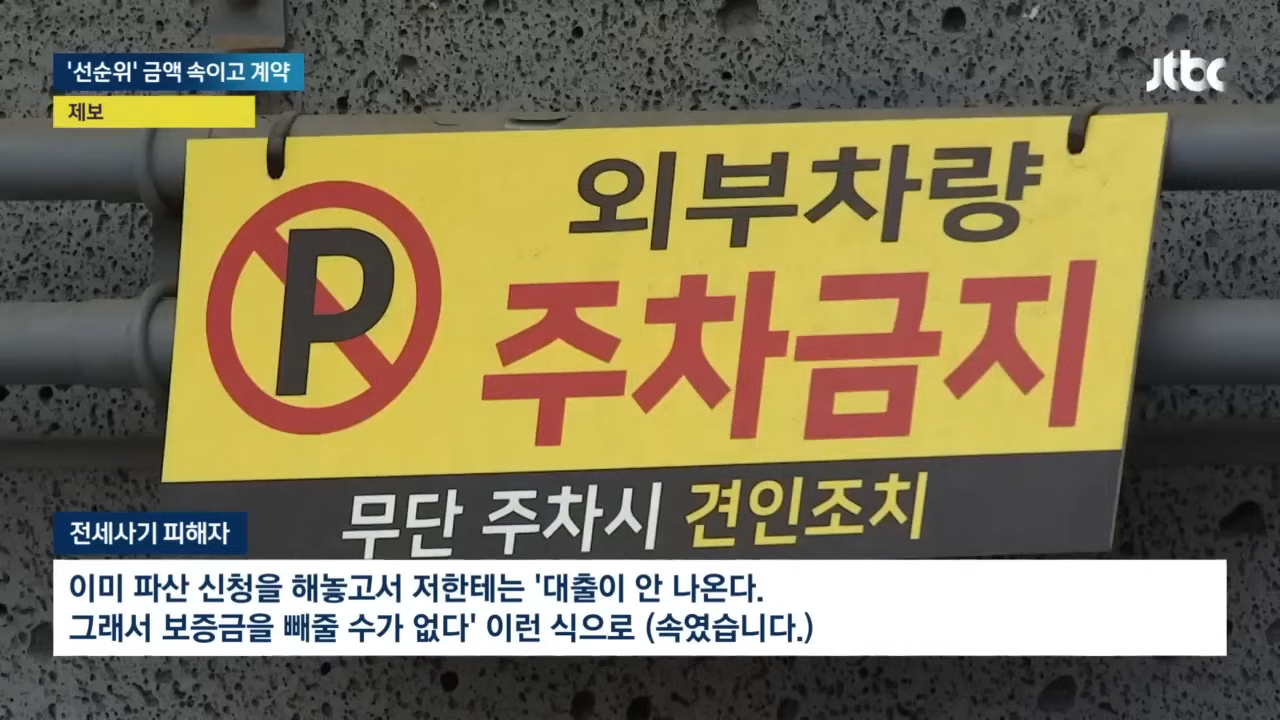 '선순위' 금액 속이고 계약
제보
jtbc
외부차량
P
주차금지
무단 주차시 견인조치
전세사기 피해자
이미 파산 신청을 해놓고서 저한테는 '대출이 안 나온다.
그래서 보증금을 빼줄 수가 없다' 이런 식으로 (속였습니다.)